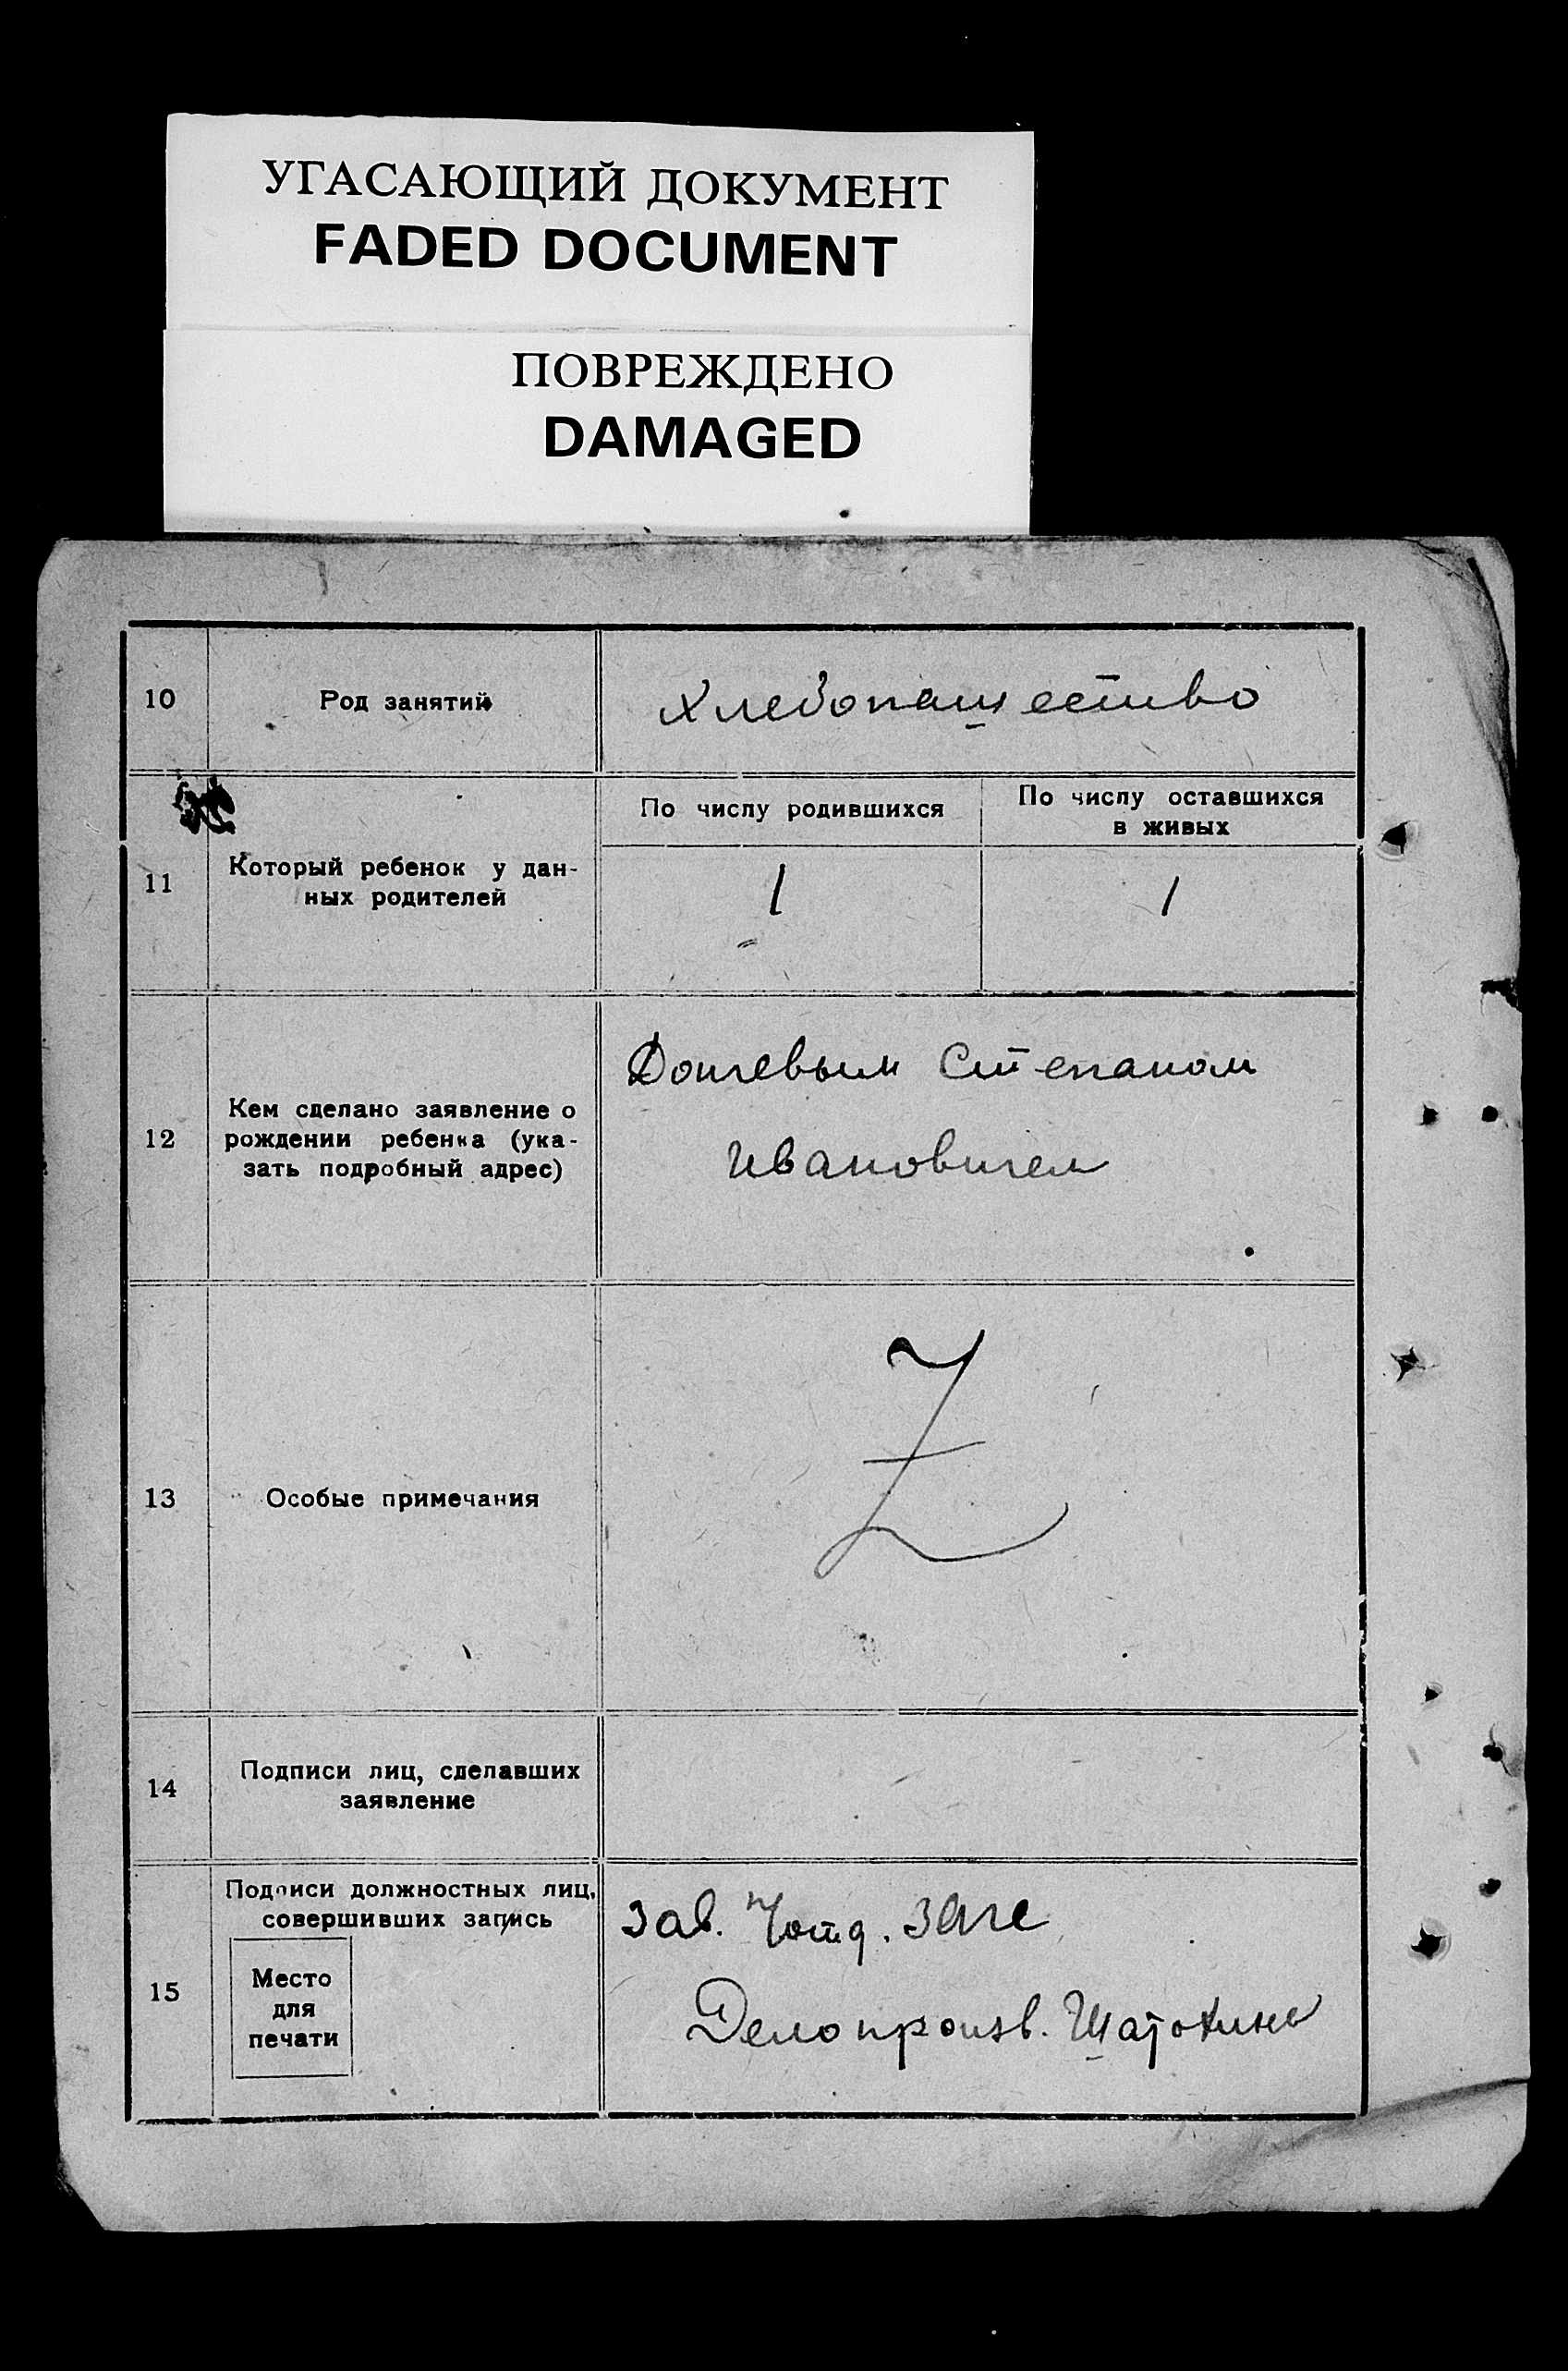 УГАСАЮЩИЙ ДОКУМЕНТ
FADED DOCUMENT
ПОВРЕЖДЕНО
DAMAGED
10
Род занятий
Хлебопашеество
11
Который ребенок у дан-
ных родителей
По числу родившихся
1
По числу оставшихся
в живых
1
12
Кем сделано заявление о
рождении ребенка (ука-
зать подробный адрес)
Степаном
Ивановичем
13
Особые примечания
Z
14
Подписи лиц, сделавших
заявление
15
Подписи должностных лиц,
совершивших запись
Место
для
печати
Зав.
Делопроизв.